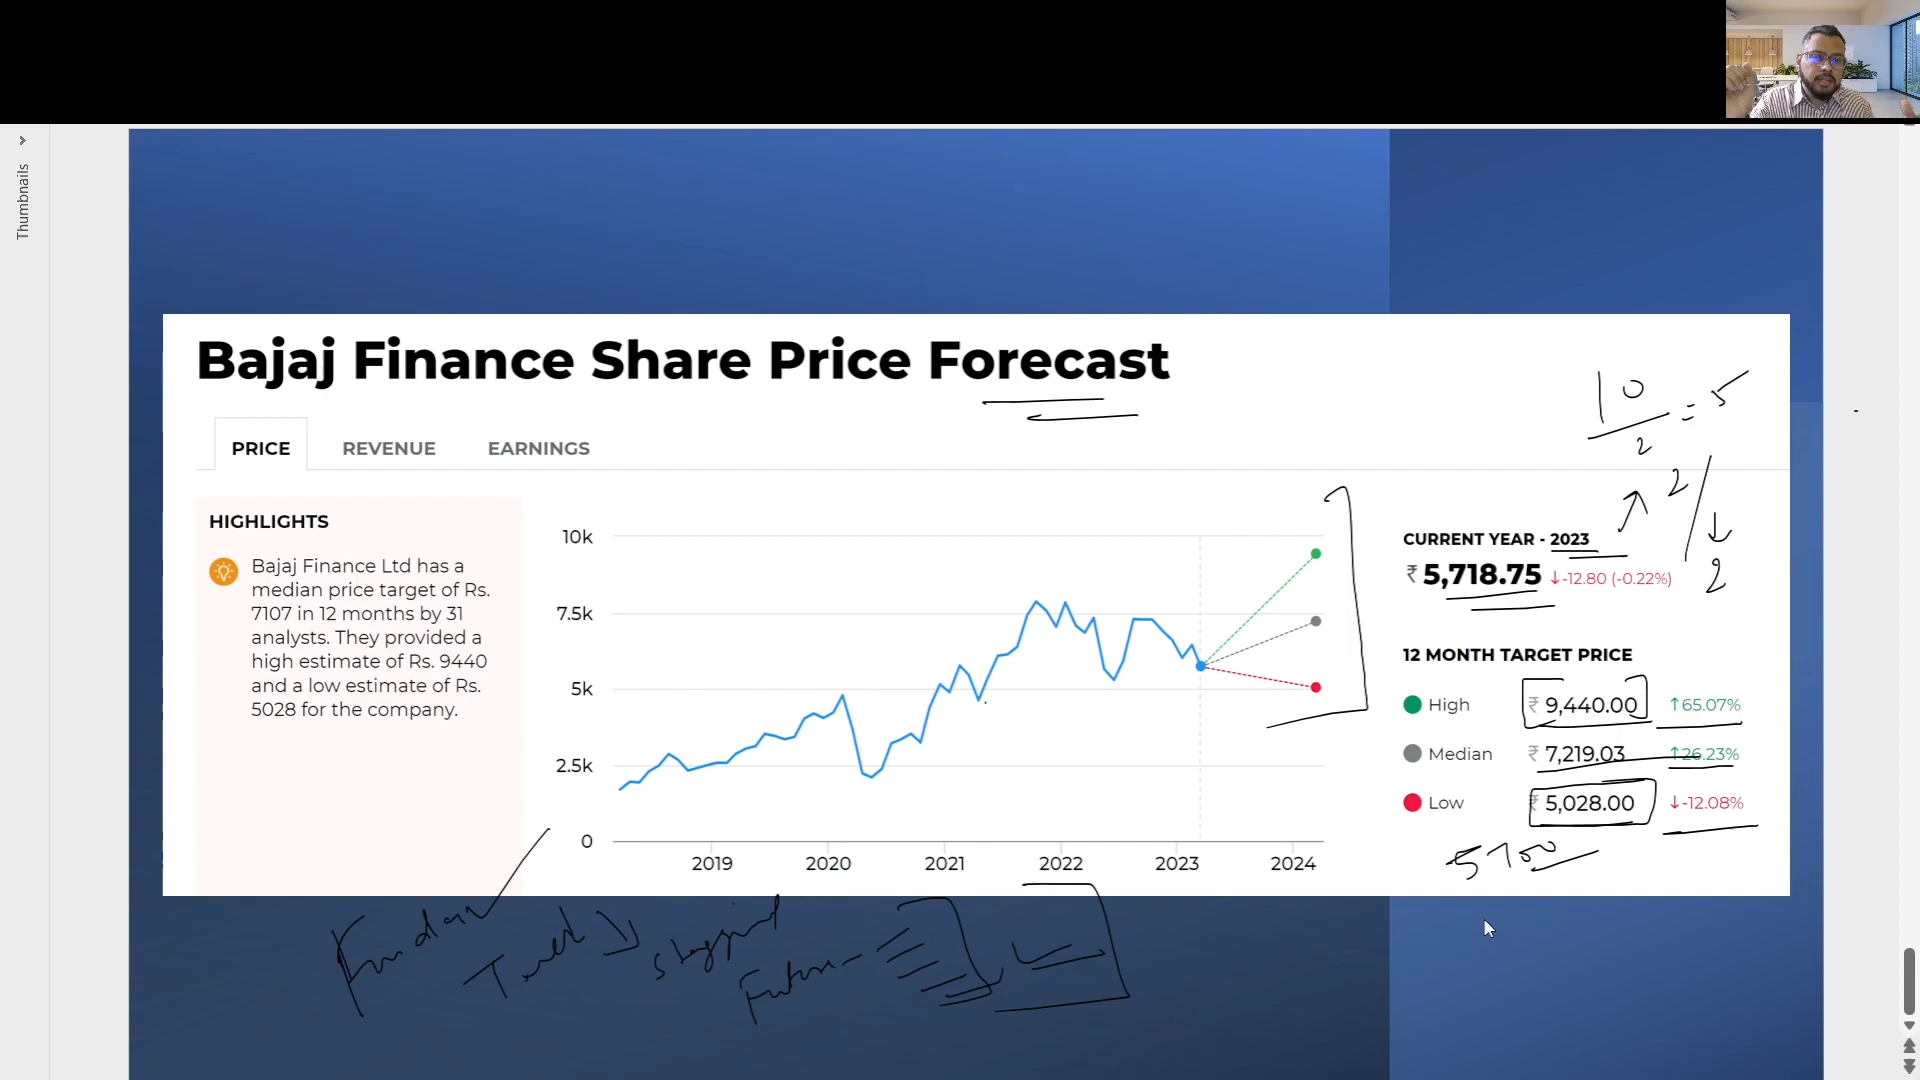 Thumbnails
Bajaj Finance Share Price Forecast
PRICE REVENUE EARNINGS
HIGHLIGHTS
Bajaj Finance Ltd has a
median price target of Rs.
7107 in 12 months by 31
analysts. They provided a
high estimate of Rs. 9440
and a low estimate of Rs.
5028 for the company.
10k
7.5k
5k
2.5k
0
2019 2020 2021 2022 2023 2024
10
2
= 5
2
2
CURRENT YEAR - 2023
₹ 5,718.75 ↓-12.80 (-0.22%)
12 MONTH TARGET PRICE
High ₹ 9,440.00 ↑65.07%
Median ₹ 7,219.03 ↑26.23%
Low ₹ 5,028.00 ↓-12.08%
5700
Future